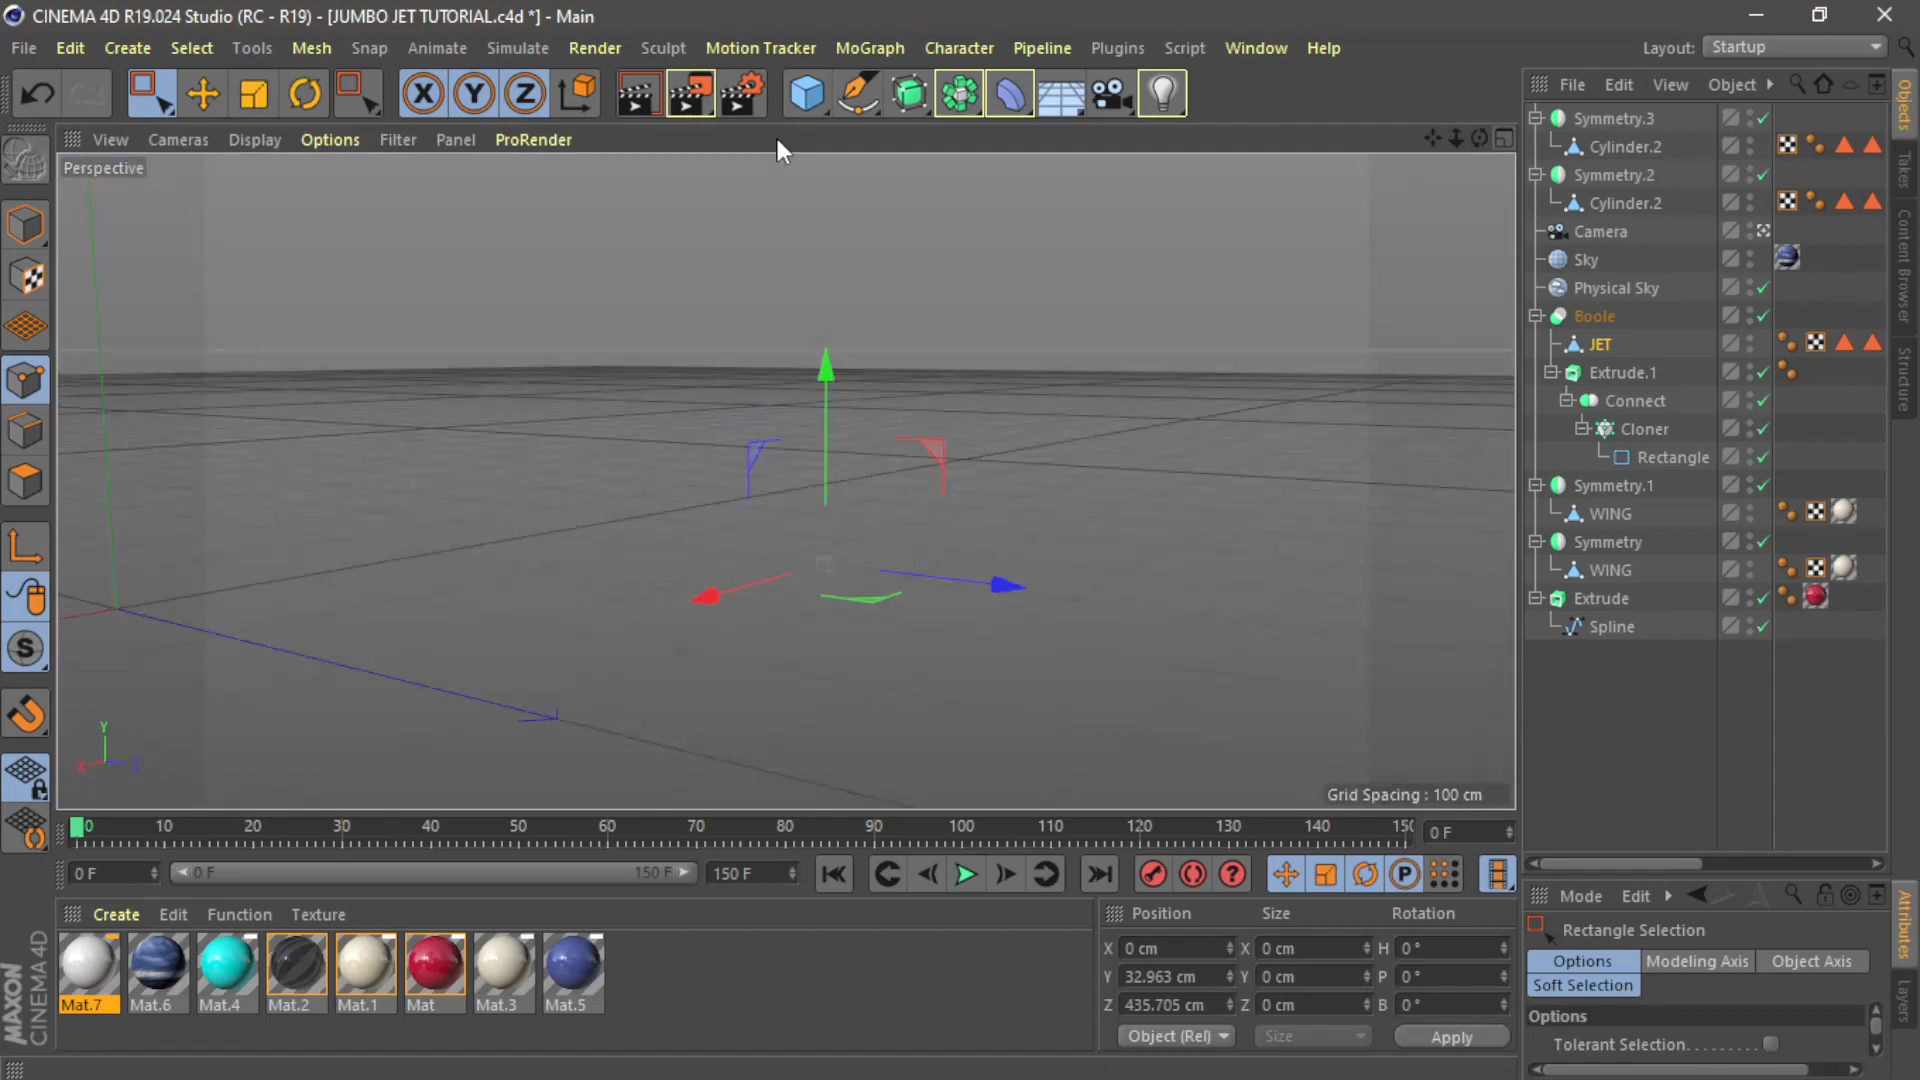 CINEMA 4D R19.024 Studio (RC - R19) - [JUMBO JET TUTORIAL.c4d *] - Main
File Edit Create Select Tools Mesh Snap Animate Simulate Render Sculpt Motion Tracker MoGraph Character Pipeline Plugins Script Window Help Layout: Startup
X Y Z
File Edit View Object
View Cameras Display Options Filter Panel ProRender
Perspective
Symmetry.3
Cylinder.2
Symmetry.2
Cylinder.2
Camera
Sky
Physical Sky
Boole
JET
Extrude.1
Connect
Cloner
Rectangle
Symmetry.1
WING
Symmetry
WING
Extrude
Spline
Objects
Takes
Content Browser
Structure
S
Y
X Z
Grid Spacing : 100 cm
0 10 20 30 40 50 60 70 80 90 100 110 120 130 140 150 0 F
0 F 0 F 150 F 150 F P
Create Edit Function Texture
Mat.7 Mat.6 Mat.4 Mat.2 Mat.1 Mat Mat.3 Mat.5
MAXON
CINEMA 4D
Position Size Rotation
X 0 cm X 0 cm H 0 °
Y 32.963 cm Y 0 cm P 0 °
Z 435.705 cm Z 0 cm B 0 °
Object (Rel) Size Apply
Mode Edit
Rectangle Selection
Options Modeling Axis Object Axis
Soft Selection
Options
Tolerant Selection
Attributes
Layers